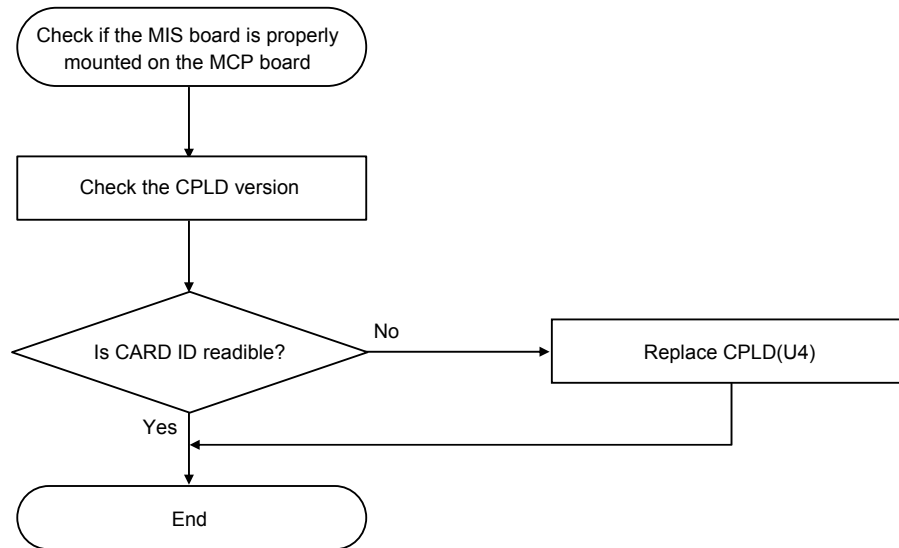 Check if the MIS board is properly
mounted on the MCP board
Check the CPLD version
Is CARD ID readible?
No
Replace CPLD(U4)
Yes
End